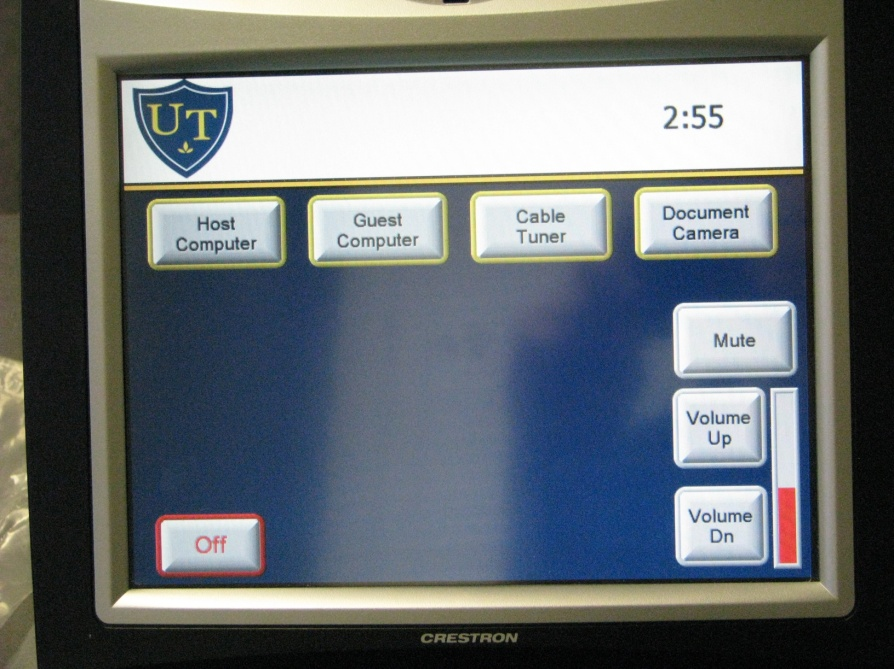 UT
2:55
Host
Computer
Guest
Computer
Cable
Tuner
Document
Camera
Mute
Volume
Up
Volume
Dn
Off
CRESTRON